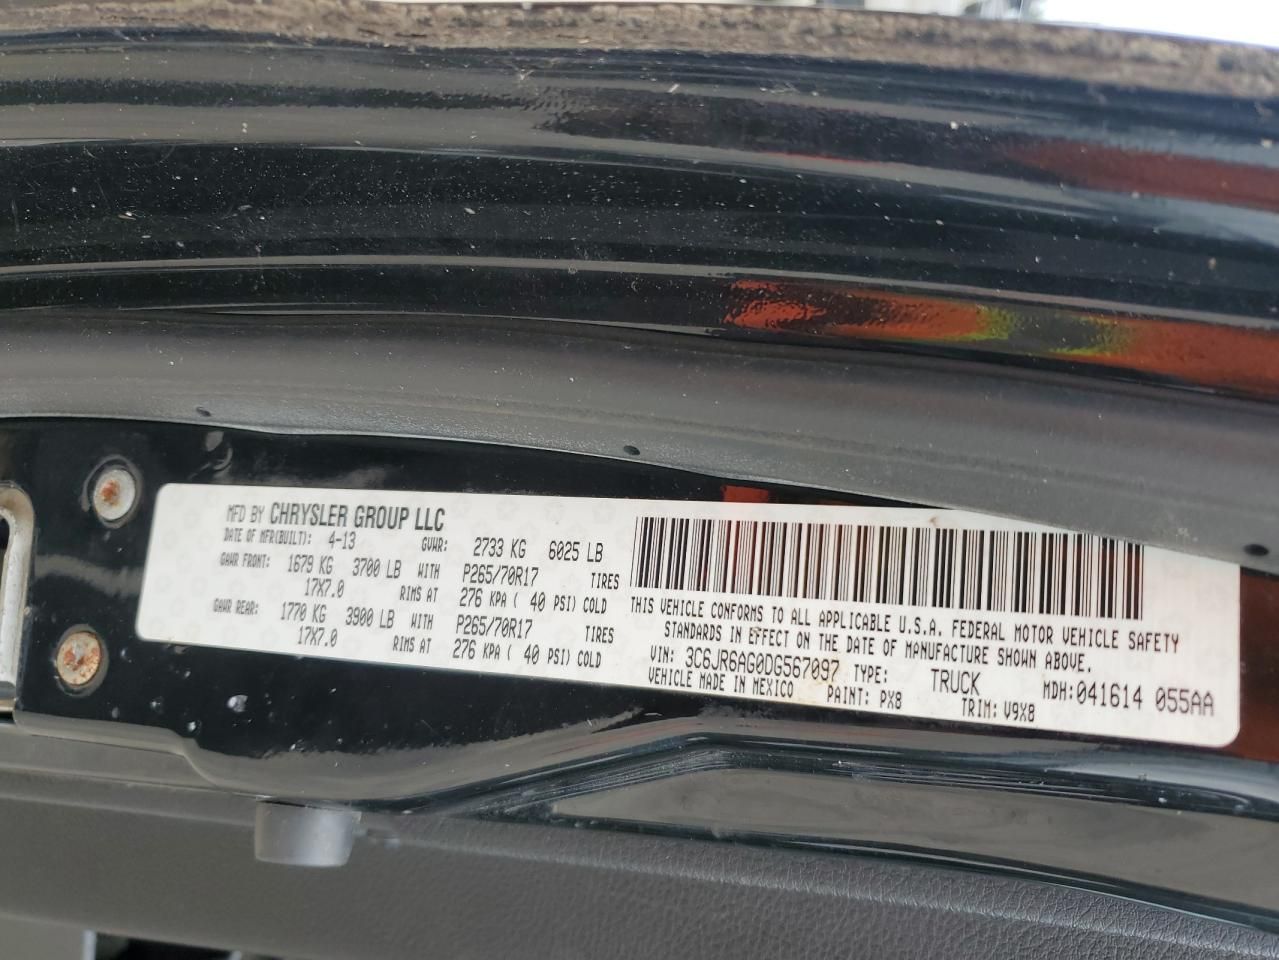 MFD BY CHRYSLER GROUP LLC
DATE OF MFR(BUILT): 4-13 GVWR: 2733 KG 6025 LB
GAWR FRONT: 1679 KG 3700 LB WITH P265/70R17 TIRES
17X7.0 RIMS AT 276 KPA ( 40 PSI) COLD
GAWR REAR: 1770 KG 3900 LB WITH P265/70R17 TIRES
17X7.0 RIMS AT 276 KPA ( 40 PSI) COLD
THIS VEHICLE CONFORMS TO ALL APPLICABLE U.S.A. FEDERAL MOTOR VEHICLE SAFETY
STANDARDS IN EFFECT ON THE DATE OF MANUFACTURE SHOWN ABOVE.
VIN: 3C6JR6AG0DG567097 TYPE: TRUCK MDH:041614 055AA
VEHICLE MADE IN MEXICO PAINT: PX8 TRIM: V9X8